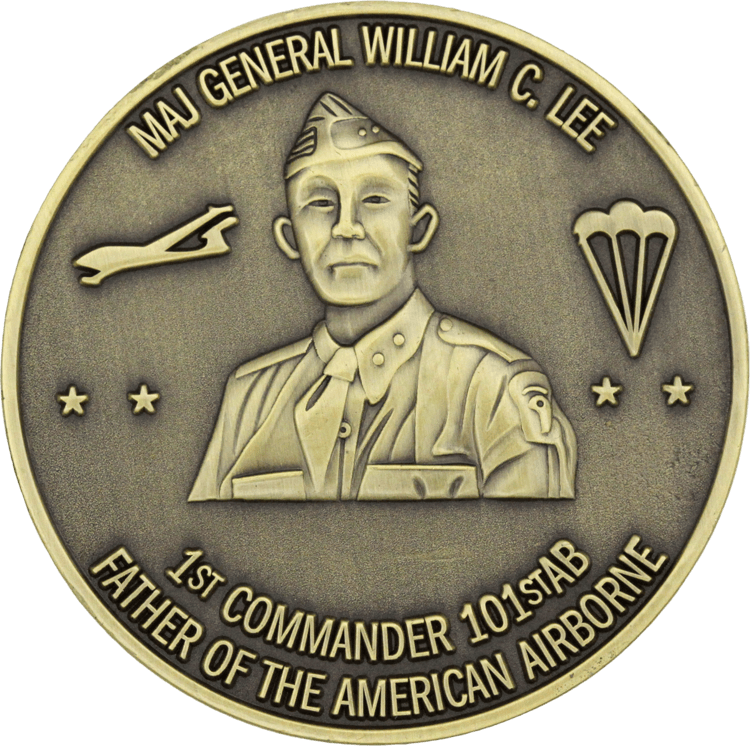 MAJ GENERAL WILLIAM C. LEE
1ST COMMANDER 101STAB
FATHER OF THE AMERICAN AIRBORNE